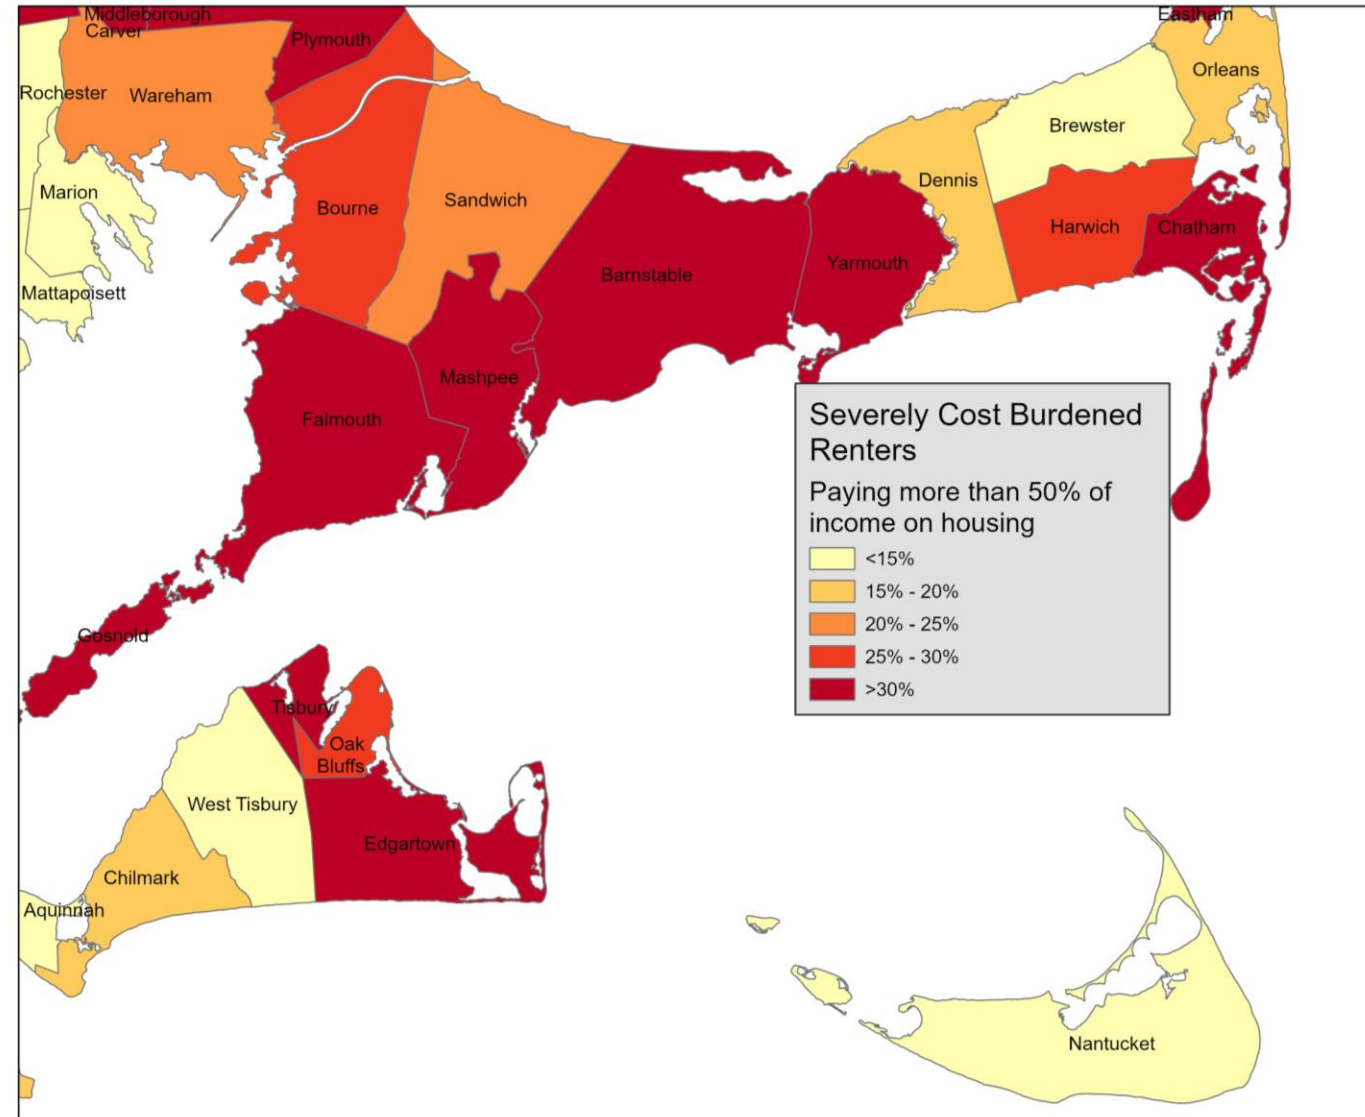 Middleborough
Carver
Plymouth
Eastham
Orleans
Rochester
Wareham
Brewster
Marion
Bourne
Sandwich
Dennis
Harwich
Chatham
Barnstable
Yarmouth
Mattapoisett
Mashpee
Falmouth
Severely Cost Burdened
Renters
Paying more than 50% of
income on housing
<15%
15% - 20%
20% - 25%
25% - 30%
>30%
Gosnold
Tisbury
Oak
Bluffs
West Tisbury
Edgartown
Chilmark
Aquinnah
Nantucket